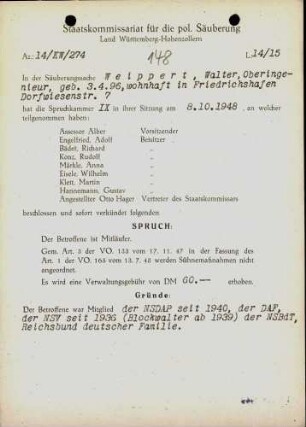 Staatskommissariat für die pol. Säuberung
Land Württemberg-Hohenzollern
Az: 14/XW/274
148
L 14/15
In der Säuberungssache Weippert, Walter, Oberinge-
nieur, geb. 3.4.96, wohnhaft in Friedrichshafen
Dorfwiesenstr. 7
hat die Spruchkammer IX in ihrer Sitzung am 8.10.1948, an welcher
teilgenommen haben:
Assessor Alber Vorsitzender
Engelfried, Adolf Beisitzer
Bädet, Richard
Konz, Rudolf
Märkle, Anna
Eisele, Wilhelm
Klett, Martin
Hannemann, Gustav
Angestellter Otto Hager Vertreter des Staatskommissars
beschlossen und sofort verkündet folgenden
SPRUCH:
Der Betroffene ist Mitläufer.
Gem. Art. 3 der VO. 133 vom 17. 11. 47 in der Fassung des
Art. 1 der VO. 165 vom 13. 7. 48 werden Sühnemaßnahmen nicht
angeordnet.
Es wird eine Verwaltungsgebühr von DM 60.— erhoben.
Gründe:
Der Betroffene war Mitglied der NSDAP seit 1940, der DAF,
der NSV seit 1936 (Blockwalter ab 1939) der NSBdT,
Reichsbund deutscher Familie.